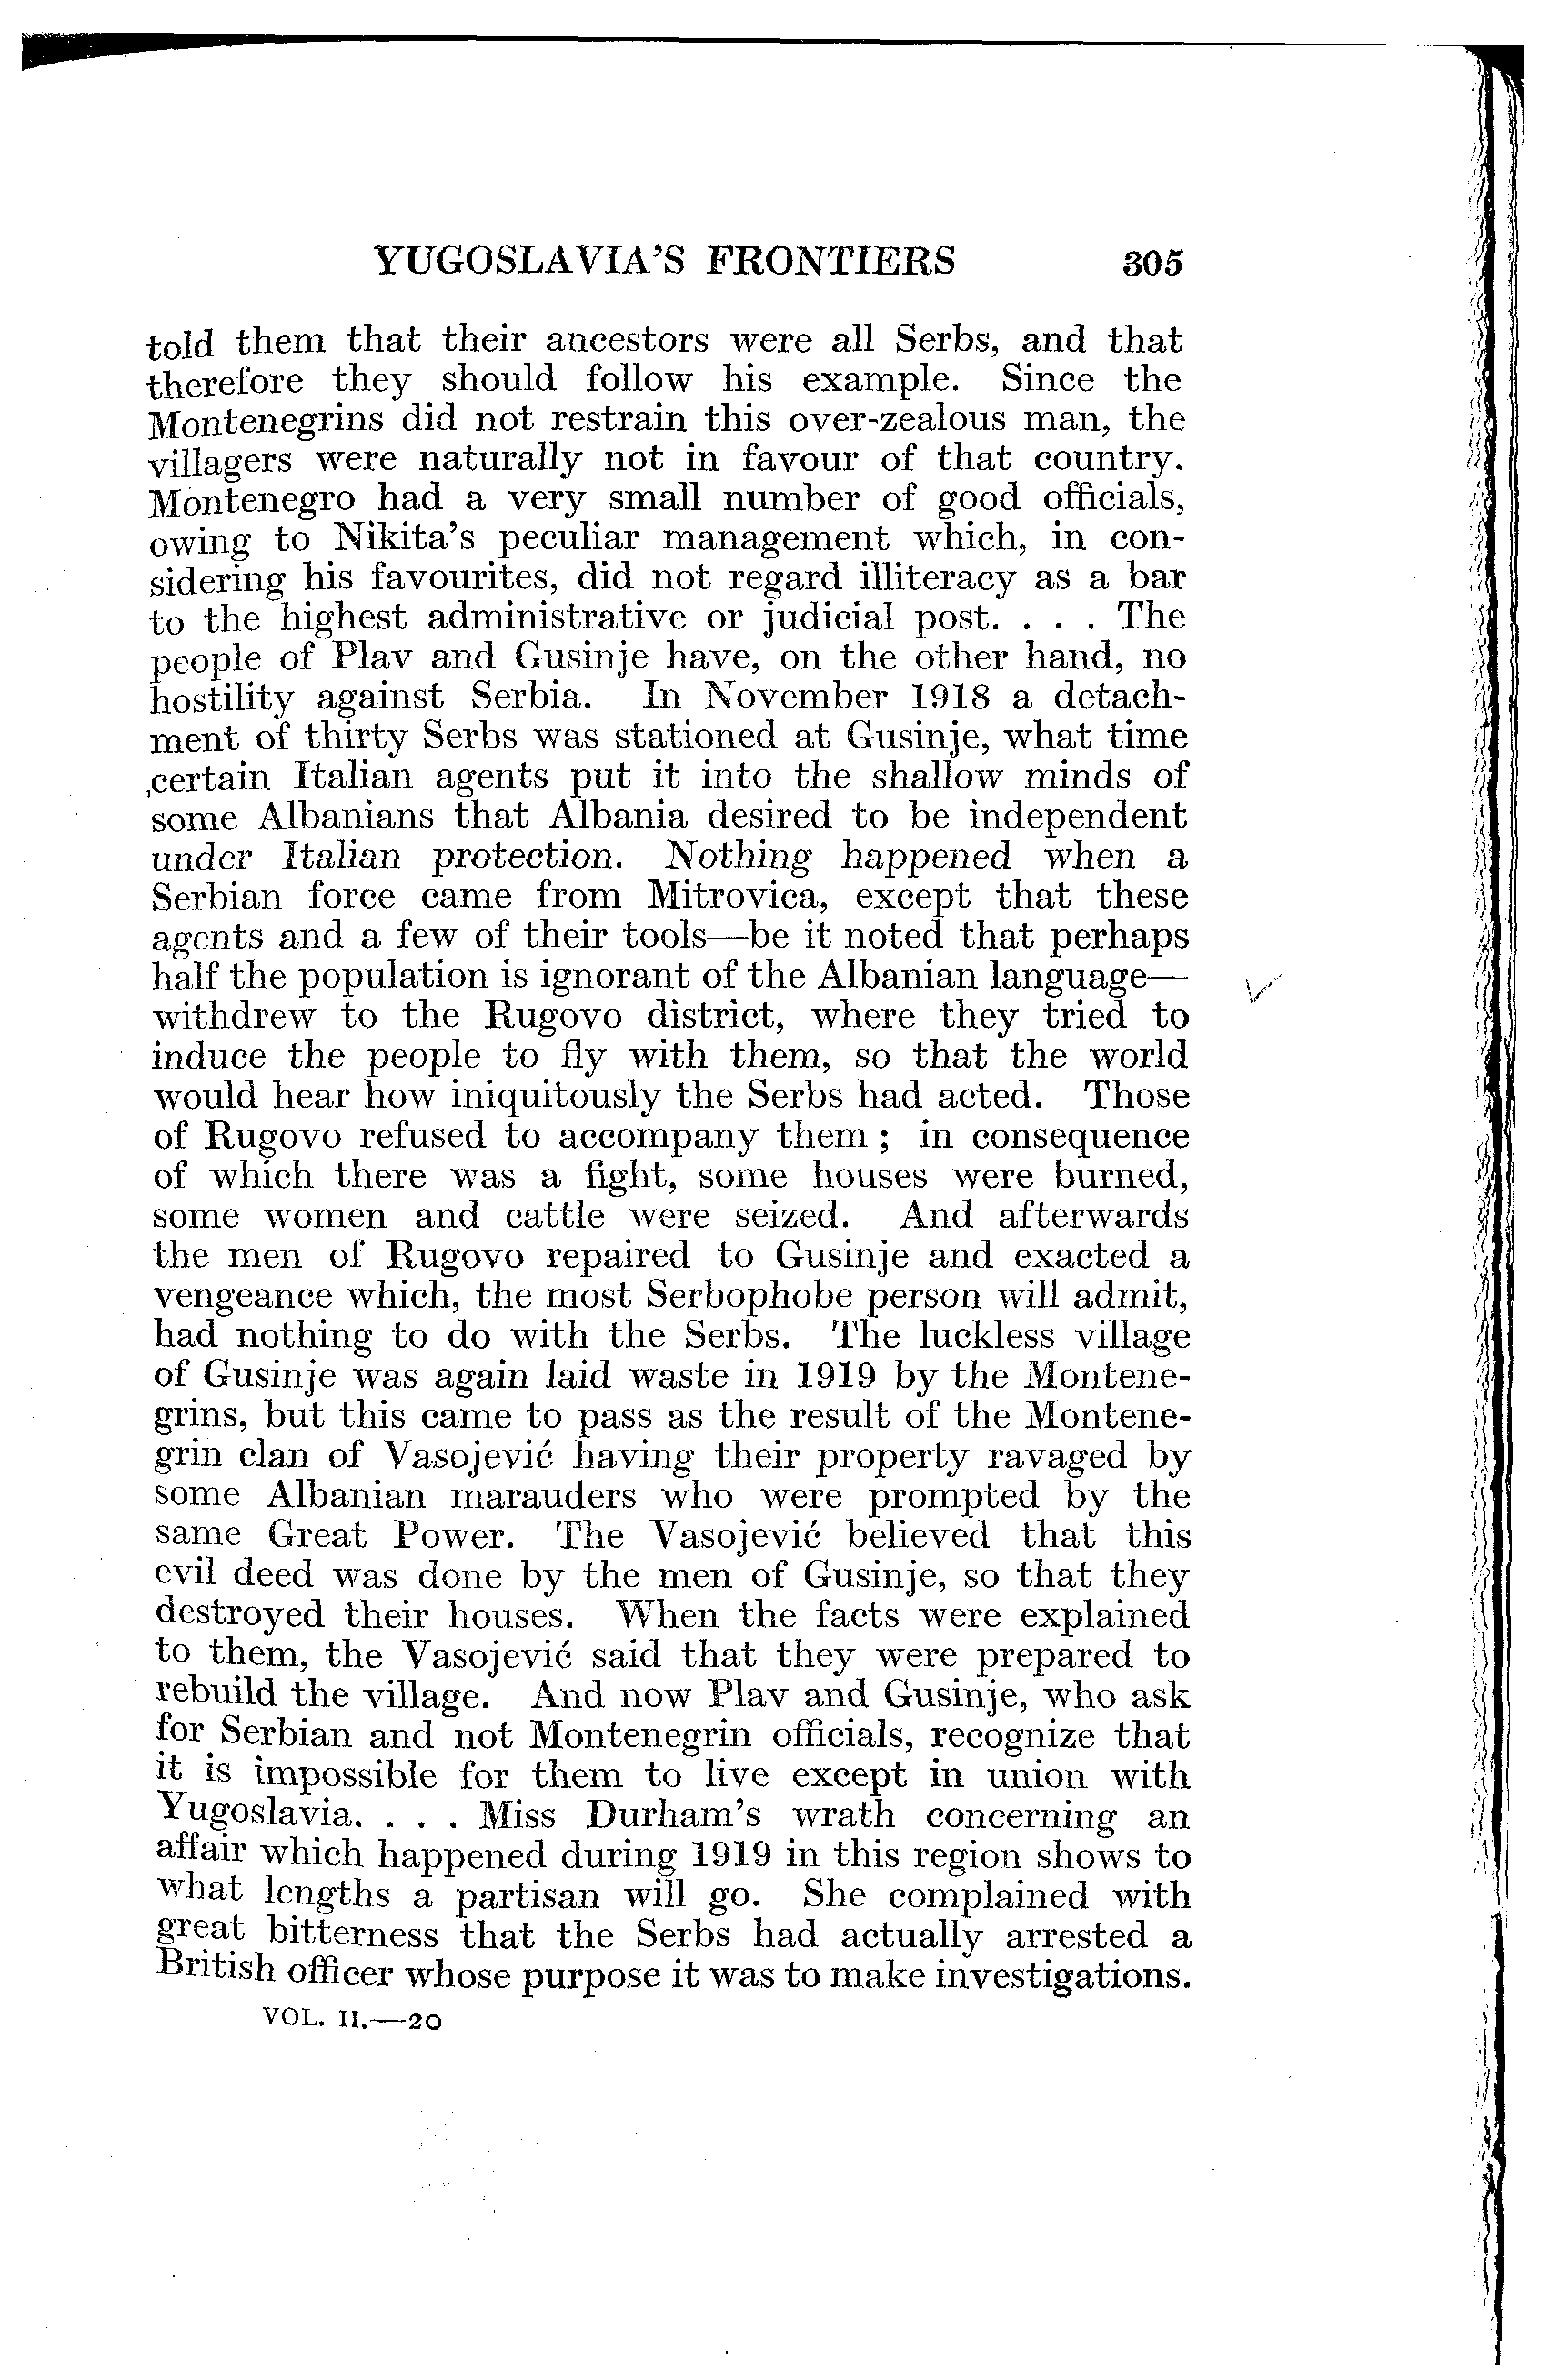 YUGOSLAVIA'S FRONTIERS 305
told them that their ancestors were all Serbs, and that
therefore they should follow his example. Since the
Montenegrins did not restrain this over-zealous man, the
villagers were naturally not in favour of that country.
Montenegro had a very small number of good officials,
owing to Nikita's peculiar management which, in con-
sidering his favourites, did not regard illiteracy as a bar
to the highest administrative or judicial post. . . . The
people of Plav and Gusinje have, on the other hand, no
hostility against Serbia. In November 1918 a detach-
ment of thirty Serbs was stationed at Gusinje, what time
certain Italian agents put it into the shallow minds of
some Albanians that Albania desired to be independent
under Italian protection. Nothing happened when a
Serbian force came from Mitrovica, except that these
agents and a few of their tools—be it noted that perhaps
half the population is ignorant of the Albanian language—
withdrew to the Rugovo district, where they tried to
induce the people to fly with them, so that the world
would hear how iniquitously the Serbs had acted. Those
of Rugovo refused to accompany them ; in consequence
of which there was a fight, some houses were burned,
some women and cattle were seized. And afterwards
the men of Rugovo repaired to Gusinje and exacted a
vengeance which, the most Serbophobe person will admit,
had nothing to do with the Serbs. The luckless village
of Gusinje was again laid waste in 1919 by the Montene-
grins, but this came to pass as the result of the Montene-
grin clan of Vasojević having their property ravaged by
some Albanian marauders who were prompted by the
same Great Power. The Vasojević believed that this
evil deed was done by the men of Gusinje, so that they
destroyed their houses. When the facts were explained
to them, the Vasojević said that they were prepared to
rebuild the village. And now Plav and Gusinje, who ask
for Serbian and not Montenegrin officials, recognize that
it is impossible for them to live except in union with
Yugoslavia. . . . Miss Durham's wrath concerning an
affair which happened during 1919 in this region shows to
what lengths a partisan will go. She complained with
great bitterness that the Serbs had actually arrested a
British officer whose purpose it was to make investigations.
VOL. II.—20